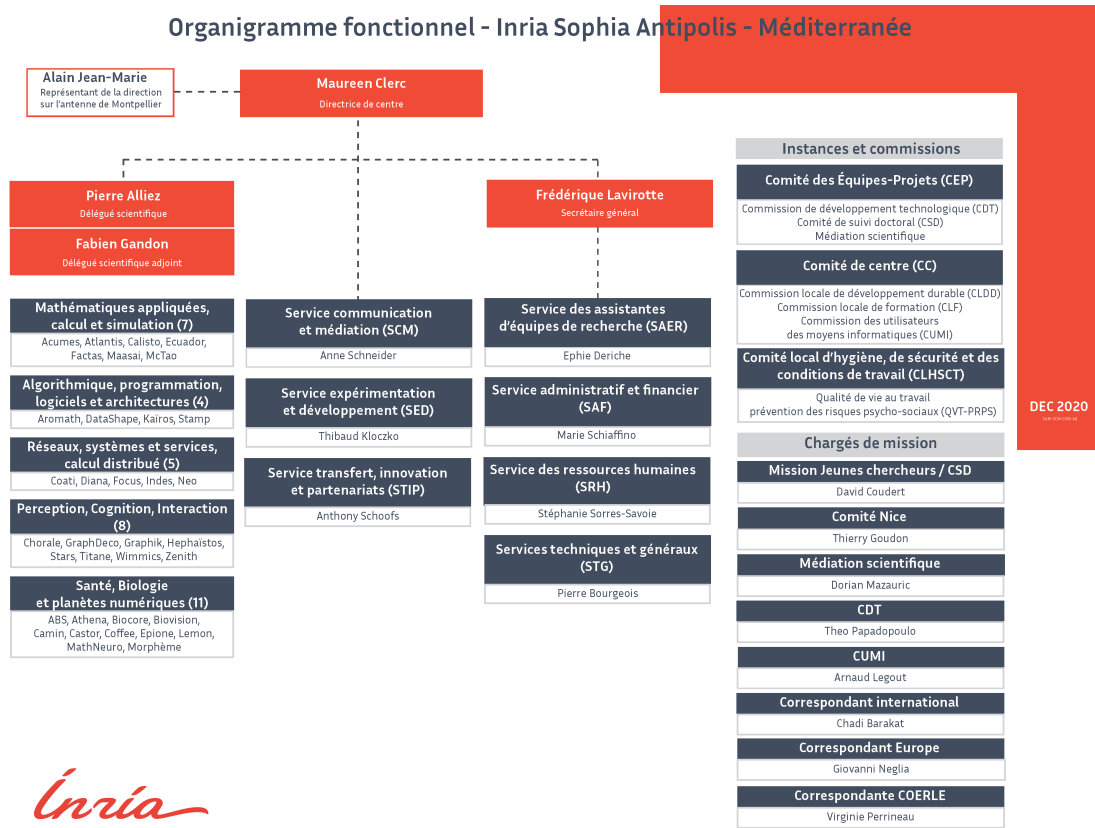 Organigramme fonctionnel - Inria Sophia Antipolis - Méditerranée
Alain Jean-Marie
Représentant de la direction
sur l'antenne de Montpellier
Maureen Clerc
Directrice de centre
Pierre Alliez
Délégué scientifique
Fabien Gandon
Délégué scientifique adjoint
Frédérique Lavirotte
Secrétaire général
Mathématiques appliquées,
calcul et simulation (7)
Acumes, Atlantis, Calisto, Ecuador,
Factas, Maasai, McTao
Algorithmique, programmation,
logiciels et architectures (4)
Aromath, DataShape, Kaïros, Stamp
Réseaux, systèmes et services,
calcul distribué (5)
Coati, Diana, Focus, Indes, Neo
Perception, Cognition, Interaction
(8)
Chorale, GraphDeco, Graphik, Hephaïstos,
Stars, Titane, Wimmics, Zenith
Santé, Biologie
et planètes numériques (11)
ABS, Athena, Biocore, Biovision,
Camin, Castor, Coffee, Epione, Lemon,
MathNeuro, Morphème
Service communication
et médiation (SCM)
Anne Schneider
Service expérimentation
et développement (SED)
Thibaud Kloczko
Service transfert, innovation
et partenariats (STIP)
Anthony Schoofs
Service des assistantes
d'équipes de recherche (SAER)
Ephie Deriche
Service administratif et financier
(SAF)
Marie Schiaffino
Service des ressources humaines
(SRH)
Stéphanie Sorres-Savoie
Services techniques et généraux
(STG)
Pierre Bourgeois
Instances et commissions
Comité des Équipes-Projets (CEP)
Commission de développement technologique (CDT)
Comité de suivi doctoral (CSD)
Médiation scientifique
Comité de centre (CC)
Commission locale de développement durable (CLDD)
Commission locale de formation (CLF)
Commission des utilisateurs
des moyens informatiques (CUMI)
Comité local d'hygiène, de sécurité et des
conditions de travail (CLHSCT)
Qualité de vie au travail
prévention des risques psycho-sociaux (QVT-PRPS)
Chargés de mission
Mission Jeunes chercheurs / CSD
David Coudert
Comité Nice
Thierry Goudon
Médiation scientifique
Dorian Mazauric
CDT
Theo Papadopoulo
CUMI
Arnaud Legout
Correspondant international
Chadi Barakat
Correspondant Europe
Giovanni Neglia
Correspondante COERLE
Virginie Perrineau
DEC 2020
Inria